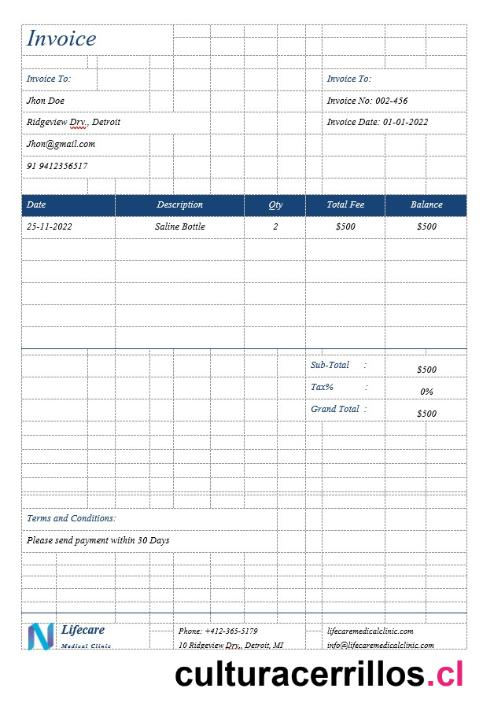 Invoice
Invoice To: Invoice To:
Jhon Doe Invoice No: 002-456
Ridgeview Drv., Detroit Invoice Date: 01-01-2022
Jhon@gmail.com
91 9412356517
Date Description Qty Total Fee Balance
25-11-2022 Saline Bottle 2 $500 $500
Sub-Total : $500
Tax% : 0%
Grand Total : $500
Terms and Conditions:
Please send payment within 30 Days
Lifecare Phone: +412-365-5179 lifecaremedicalclinic.com
Medical Clinic 10 Ridgeview Drv., Detroit, MI info@lifecaremedicalclinic.com
culturacerrillos.cl